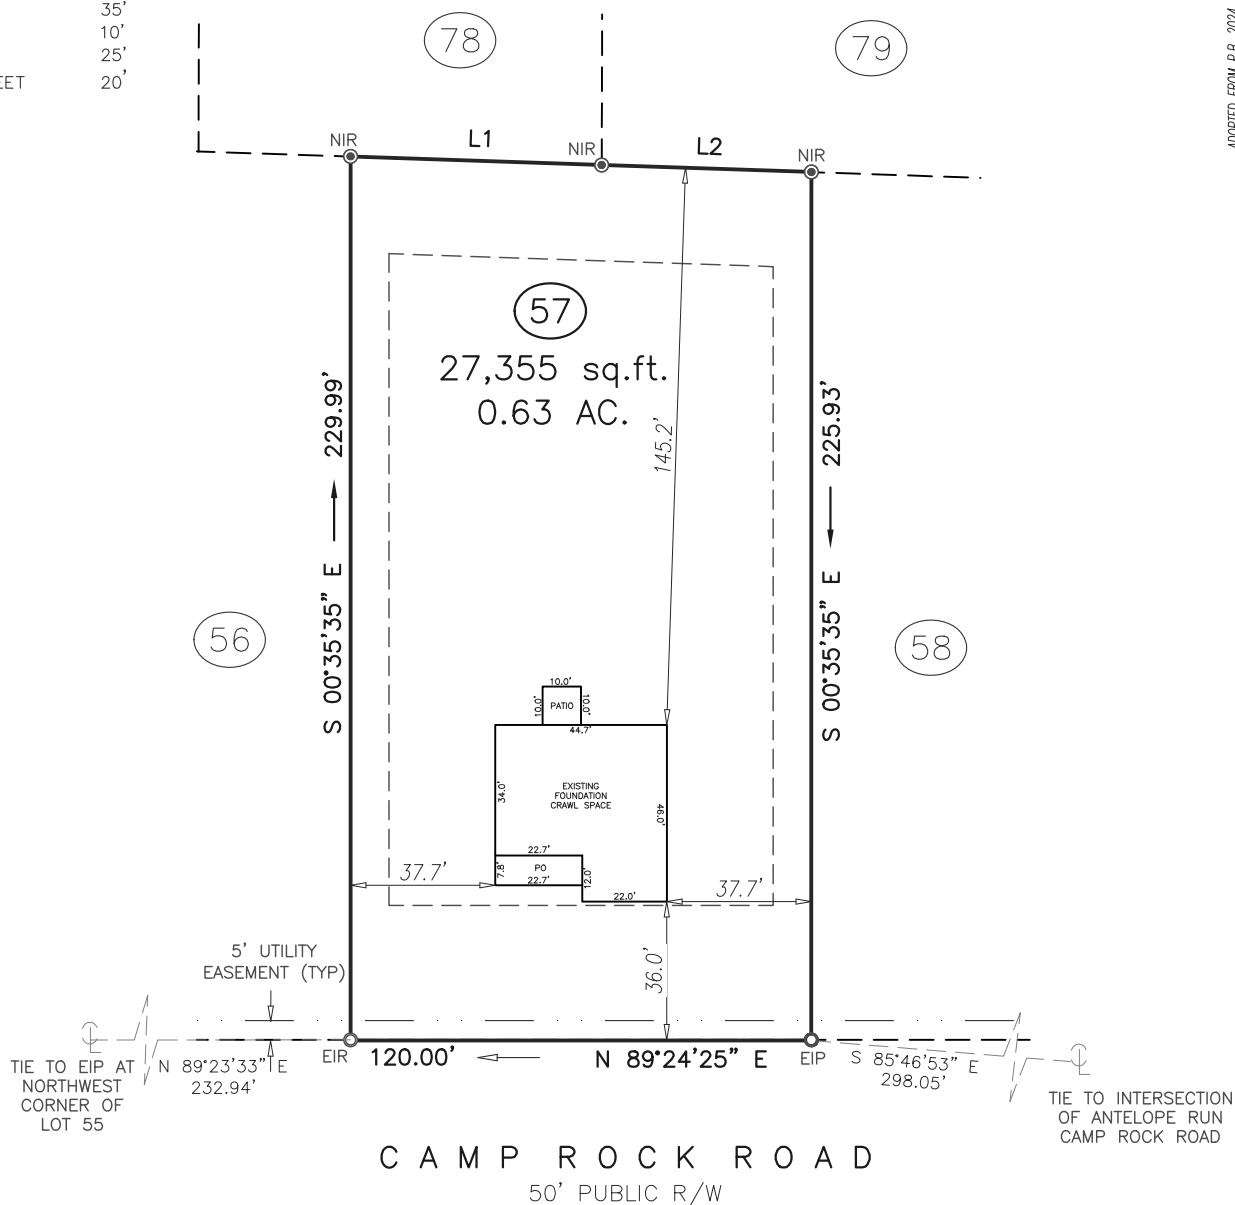 35'
10'
25'
EET 20'
78
79
NIR
L1
NIR
L2
NIR
57
27,355 sq.ft.
0.63 AC.
229.99'
S 00°35'35" E
145.2'
225.93'
S 00°35'35" E
56
58
10.0'
10.0'
PATIO
10.0'
44.7'
34.0'
EXISTING
FOUNDATION
CRAWL SPACE
46.0'
22.7'
7.8'
PO
12.0'
22.7'
22.0'
37.7'
37.7'
36.0'
5' UTILITY
EASEMENT (TYP)
EIR
120.00'
N 89°24'25" E
EIP
TIE TO EIP AT
NORTHWEST
CORNER OF
LOT 55
N 89°23'33" E
232.94'
S 85°46'53" E
298.05'
TIE TO INTERSECTION
OF ANTELOPE RUN
CAMP ROCK ROAD
CAMP ROCK ROAD
50' PUBLIC R/W